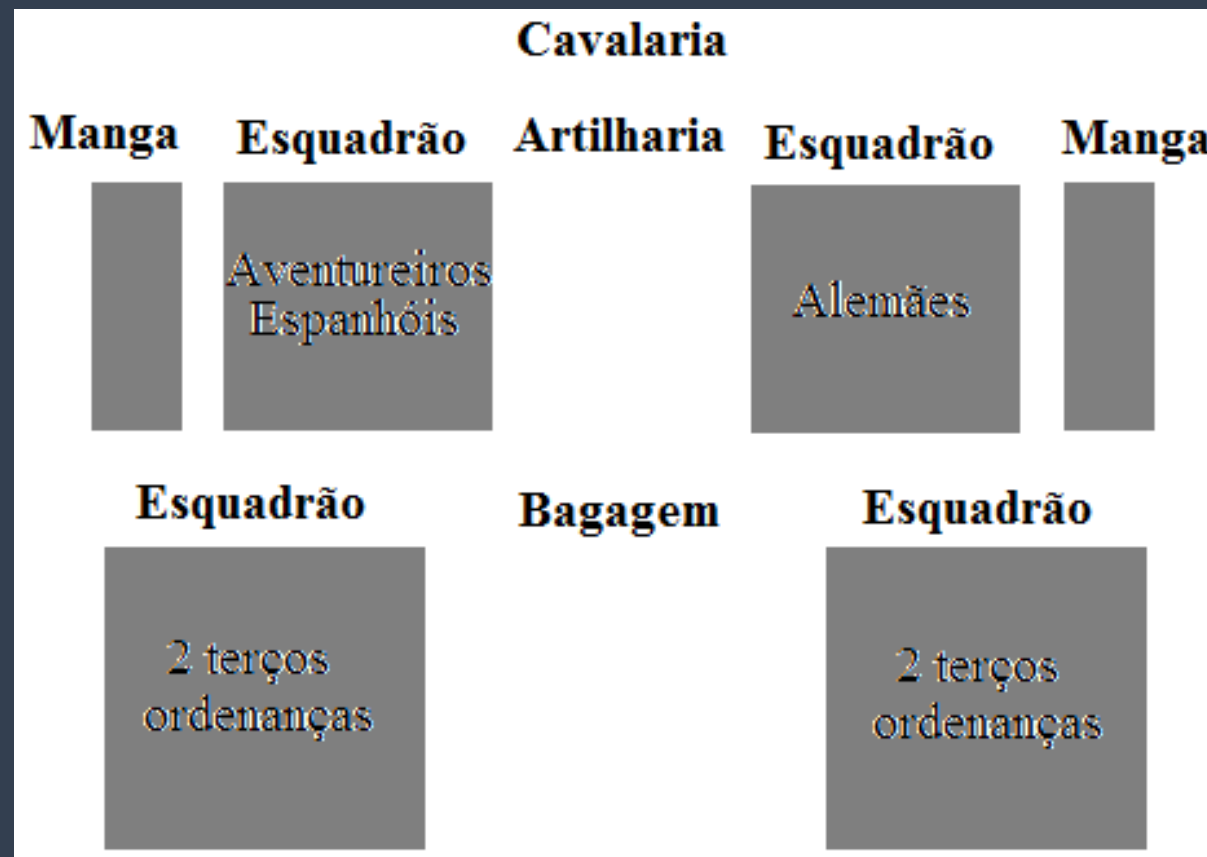 Cavalaria
Manga Esquadrão Artilharia Esquadrão Manga
Aventureiros
Espanhóis
Alemães
Esquadrão Bagagem Esquadrão
2 terços
ordenanças
2 terços
ordenanças